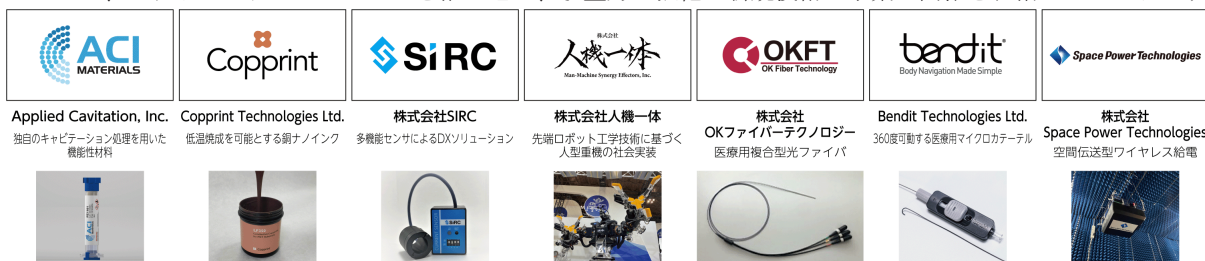 ACI
MATERIALS
Applied Cavitation, Inc.
独自のキャビテーション処理を用いた
機能性材料
Copprint
Copprint Technologies Ltd.
低温焼成を可能とする銅ナノインク
SiRC
株式会社SIRC
多機能センサによるDXソリューション
SiRC
株式会社
人機一体
Man-Machine Synergy Effectors, Inc.
株式会社人機一体
先端ロボット工学技術に基づく
人型重機の社会実装
OKFT
OK Fiber Technology
株式会社
OKファイバーテクノロジー
医療用複合型光ファイバ
bendit
Body Navigation Made Simple
Bendit Technologies Ltd.
360度可動する医療用マイクロカテーテル
Space Power Technologies
株式会社
Space Power Technologies
空間伝送型ワイヤレス給電